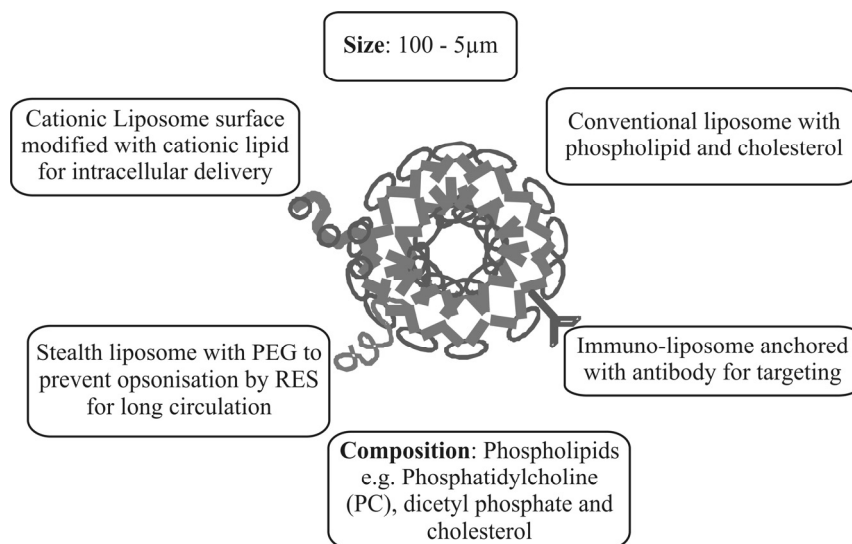 Size: 100 - 5µm
Cationic Liposome surface
modified with cationic lipid
for intracellular delivery
Conventional liposome with
phospholipid and cholesterol
Stealth liposome with PEG to
prevent opsonisation by RES
for long circulation
Immuno-liposome anchored
with antibody for targeting
Composition: Phospholipids
e.g. Phosphatidylcholine
(PC), dicetyl phosphate and
cholesterol